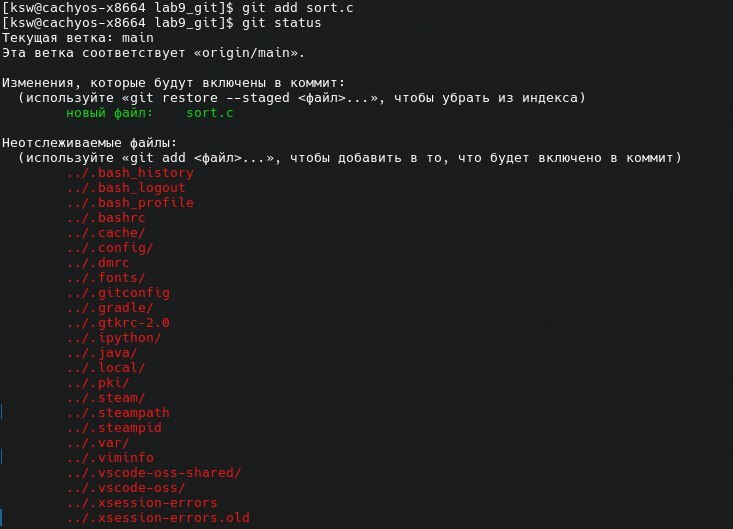 [ksw@cachyos-x8664 lab9_git]$ git add sort.c
[ksw@cachyos-x8664 lab9_git]$ git status
Текущая ветка: main
Эта ветка соответствует «origin/main».

Изменения, которые будут включены в коммит:
  (используйте «git restore --staged <файл>...», чтобы убрать из индекса)
        новый файл:    sort.c

Неотслеживаемые файлы:
  (используйте «git add <файл>...», чтобы добавить в то, что будет включено в коммит)
        ../.bash_history
        ../.bash_logout
        ../.bash_profile
        ../.bashrc
        ../.cache/
        ../.config/
        ../.dmrc
        ../.fonts/
        ../.gitconfig
        ../.gradle/
        ../.gtkrc-2.0
        ../.ipython/
        ../.java/
        ../.local/
        ../.pki/
        ../.steam/
        ../.steampath
        ../.steampid
        ../.var/
        ../.viminfo
        ../.vscode-oss-shared/
        ../.vscode-oss/
        ../.xsession-errors
        ../.xsession-errors.old